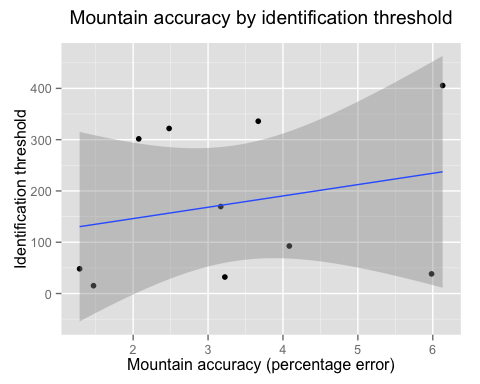 Mountain accuracy by identification threshold
Identification threshold
400
300
200
100
0
2 3 4 5 6
Mountain accuracy (percentage error)